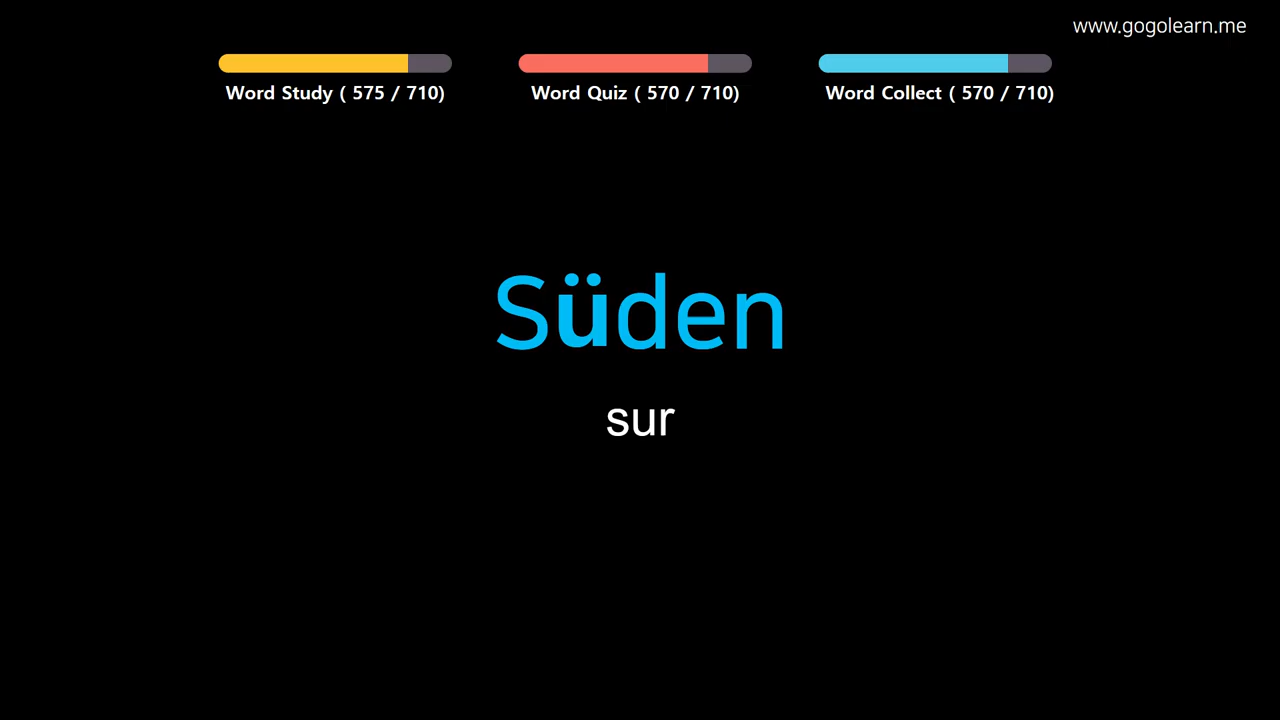 www.gogolearn.me
Word Study ( 575 / 710)
Word Quiz ( 570 / 710)
Word Collect ( 570 / 710)
Süden
sur